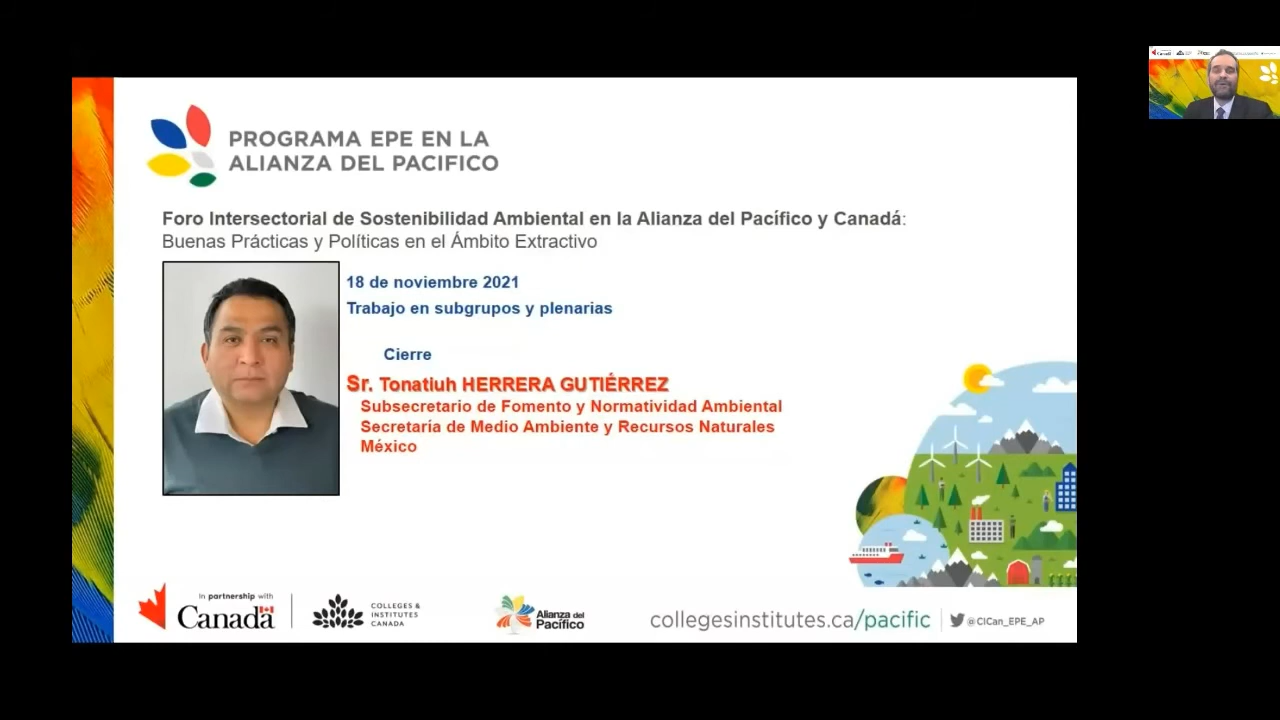 PROGRAMA EPE EN LA
ALIANZA DEL PACIFICO
Foro Intersectorial de Sostenibilidad Ambiental en la Alianza del Pacífico y Canadá:
Buenas Prácticas y Políticas en el Ámbito Extractivo
18 de noviembre 2021
Trabajo en subgrupos y plenarias
Cierre
Sr. Tonatiuh HERRERA GUTIÉRREZ
Subsecretario de Fomento y Normatividad Ambiental
Secretaría de Medio Ambiente y Recursos Naturales
México
In partnership with
Canada
COLLEGES &
INSTITUTES
CANADA
Alianza del
Pacífico
collegesinstitutes.ca/pacific
@CICan_EPE_AP